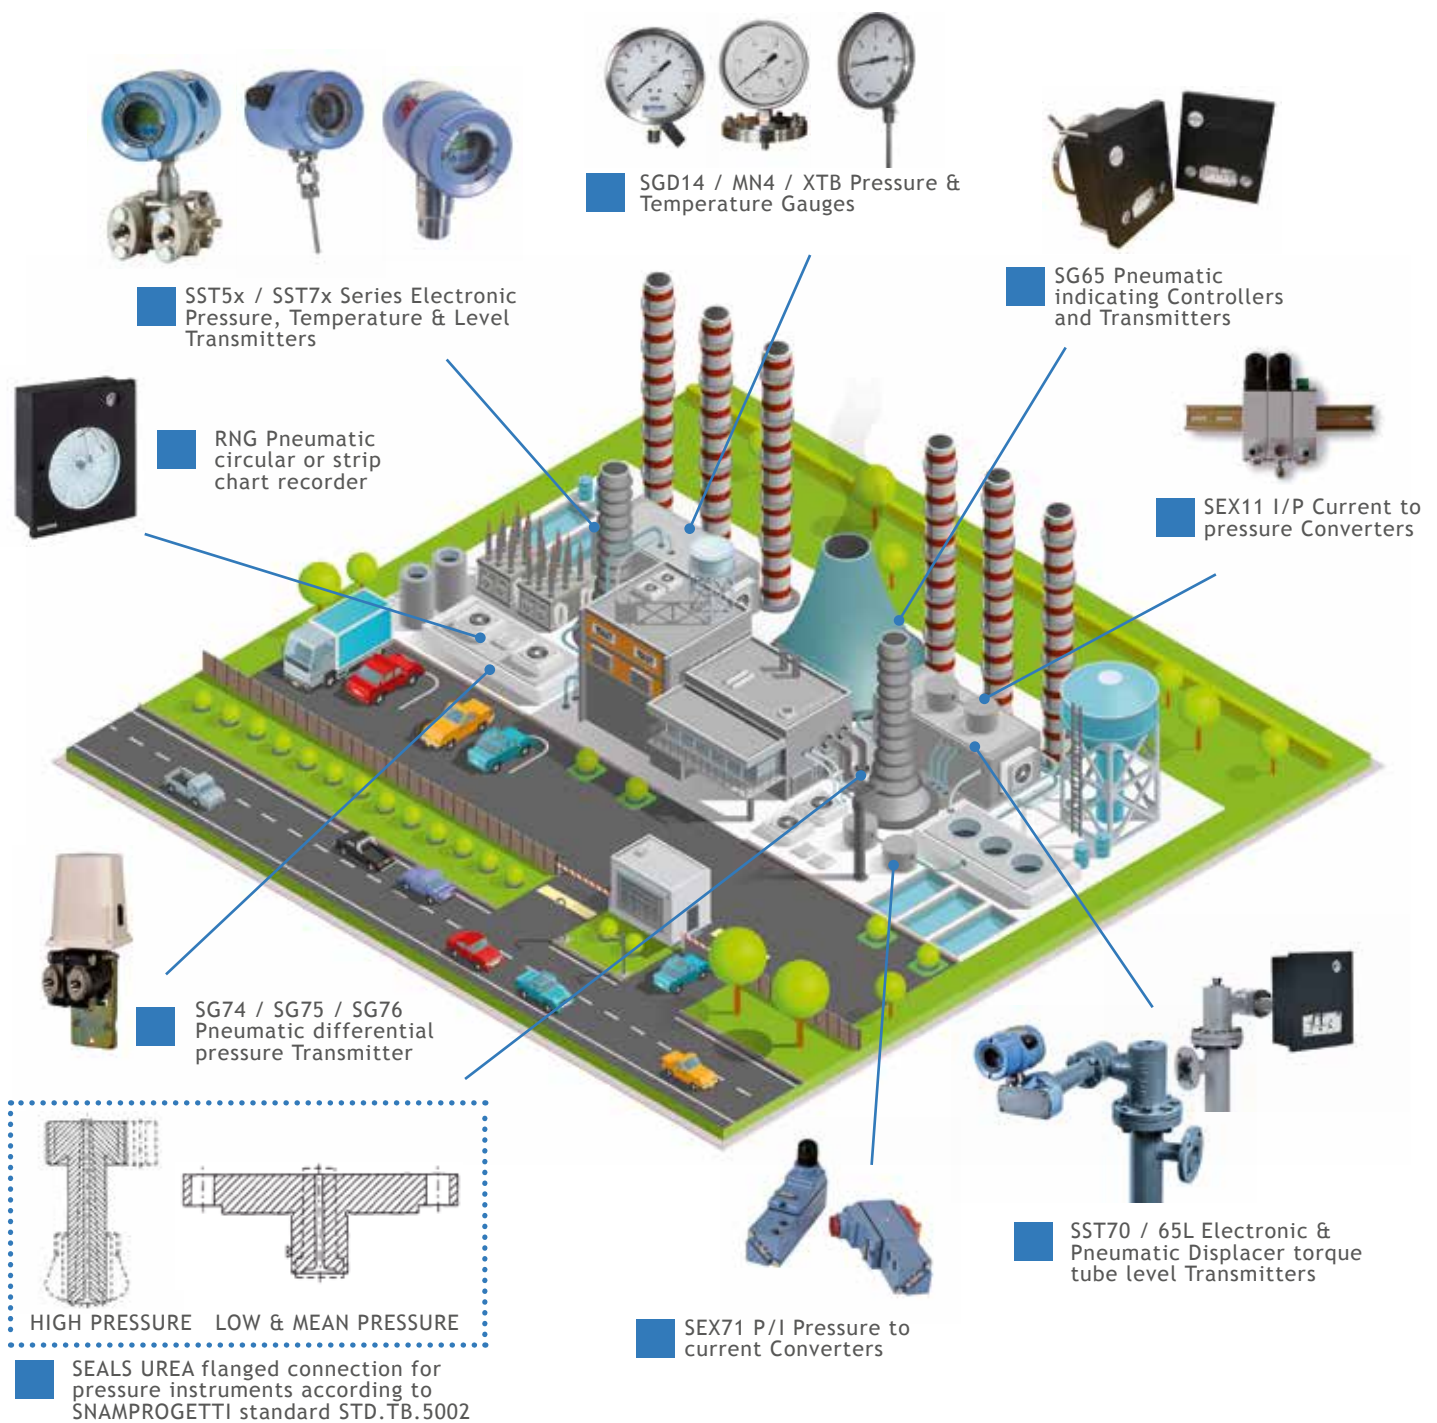 SGD14 / MN4 / XTB Pressure &
Temperature Gauges
SG65 Pneumatic
indicating Controllers
and Transmitters
SST5x / SST7x Series Electronic
Pressure, Temperature & Level
Transmitters
RNG Pneumatic
circular or strip
chart recorder
SEX11 I/P Current to
pressure Converters
SG74 / SG75 / SG76
Pneumatic differential
pressure Transmitter
HIGH PRESSURE
LOW & MEAN PRESSURE
SST70 / 65L Electronic &
Pneumatic Displacer torque
tube level Transmitters
SEX71 P/I Pressure to
current Converters
SEALS UREA flanged connection for
pressure instruments according to
SNAMPROGETTI standard STD.TB.5002